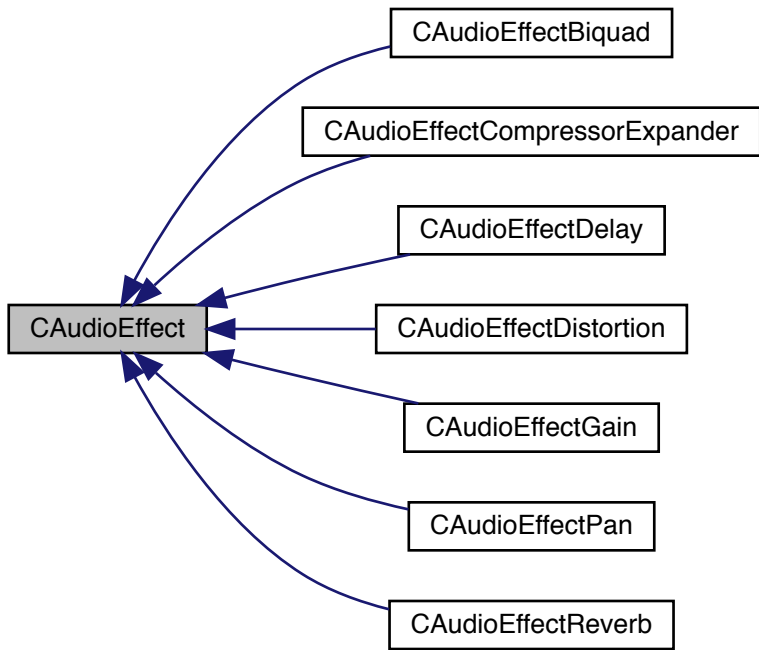 CAudioEffectBiquad
CAudioEffectCompressorExpander
CAudioEffectDelay
CAudioEffect
CAudioEffectDistortion
CAudioEffectGain
CAudioEffectPan
CAudioEffectReverb